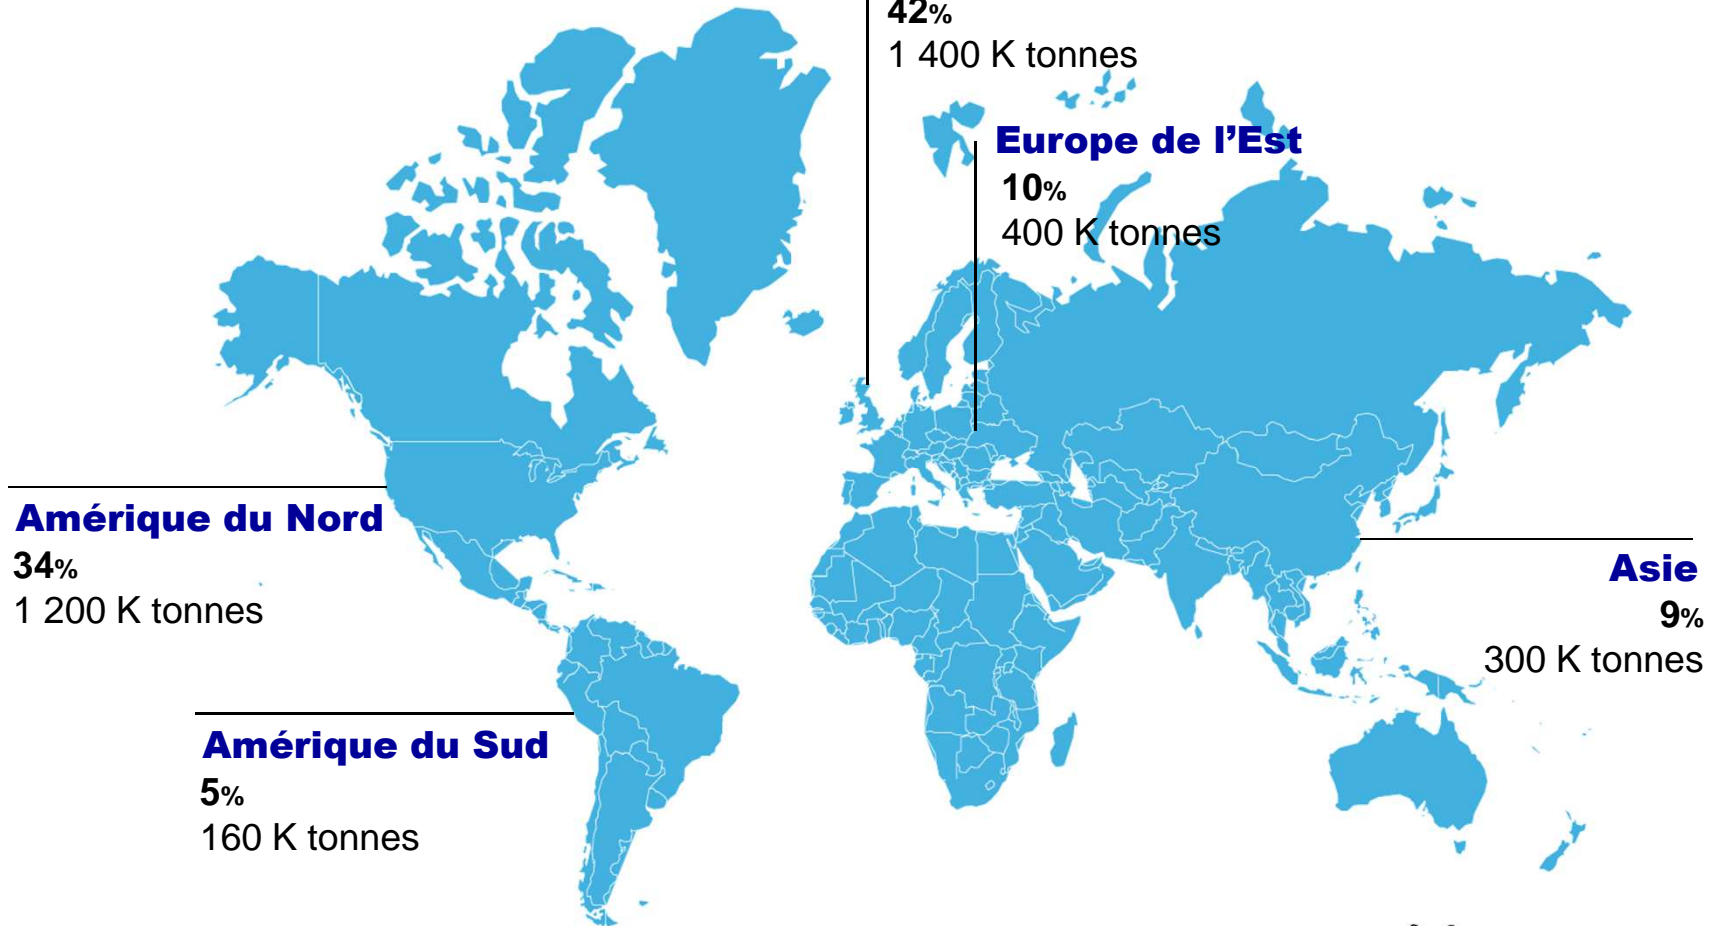 42%
1 400 K tonnes
Europe de l’Est
10%
400 K tonnes
Amérique du Nord
34%
1 200 K tonnes
Asie
9%
300 K tonnes
Amérique du Sud
5%
160 K tonnes